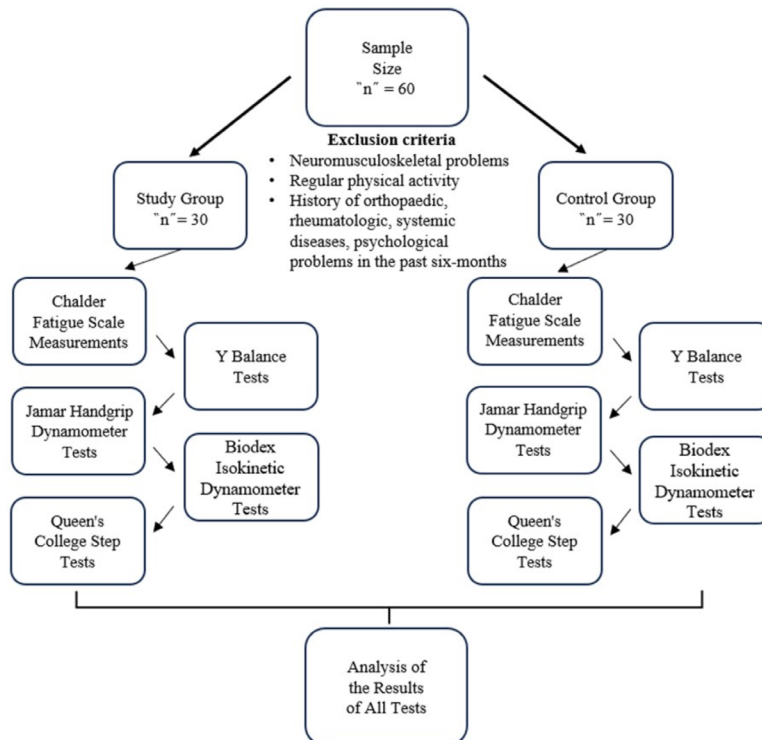 Sample
Size
"n" = 60
Exclusion criteria
• Neuromusculoskeletal problems
• Regular physical activity
• History of orthopaedic,
rheumatologic, systemic
diseases, psychological
problems in the past six-months
Study Group
"n"= 30
Control Group
"n"= 30
Chalder
Fatigue Scale
Measurements
Y Balance
Tests
Jamar Handgrip
Dynamometer
Tests
Biodex
Isokinetic
Dynamometer
Tests
Queen's
College Step
Tests
Chalder
Fatigue Scale
Measurements
Y Balance
Tests
Jamar Handgrip
Dynamometer
Tests
Biodex
Isokinetic
Dynamometer
Tests
Queen's
College Step
Tests
Analysis of
the Results
of All Tests